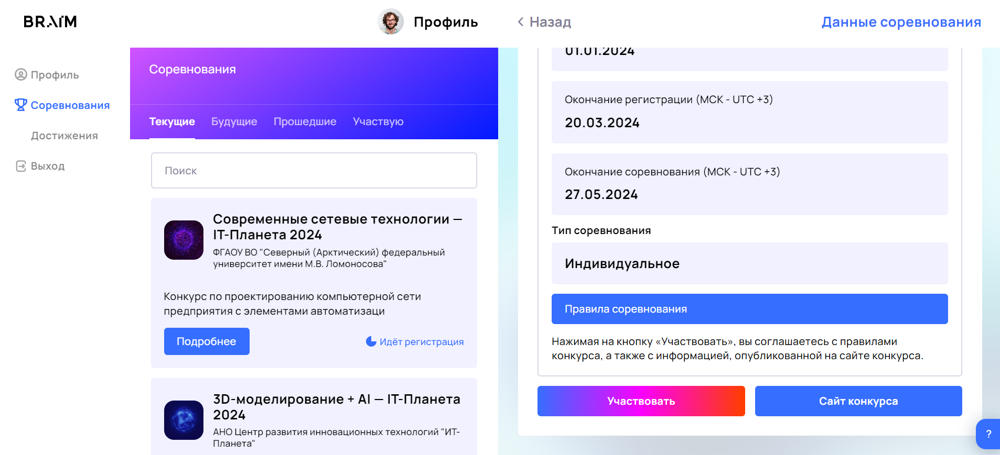 BRAIM
Профиль
Назад
Данные соревнования
Профиль
Соревнования
Достижения
Выход
Соревнования
Текущие
Будущие
Прошедшие
Участвую
Поиск
Современные сетевые технологии —
IT-Планета 2024
ФГАОУ ВО "Северный (Арктический) федеральный
университет имени М.В. Ломоносова"
Конкурс по проектированию компьютерной сети
предприятия с элементами автоматизаци
Подробнее
Идёт регистрация
3D-моделирование + AI — IT-Планета
2024
АНО Центр развития инновационных технологий "ИТ-
Планета"
01.01.2024
Окончание регистрации (МСК - UTC +3)
20.03.2024
Окончание соревнования (МСК - UTC +3)
27.05.2024
Тип соревнования
Индивидуальное
Правила соревнования
Нажимая на кнопку «Участвовать», вы соглашаетесь с правилами
конкурса, а также с информацией, опубликованной на сайте конкурса.
Участвовать
Сайт конкурса
?